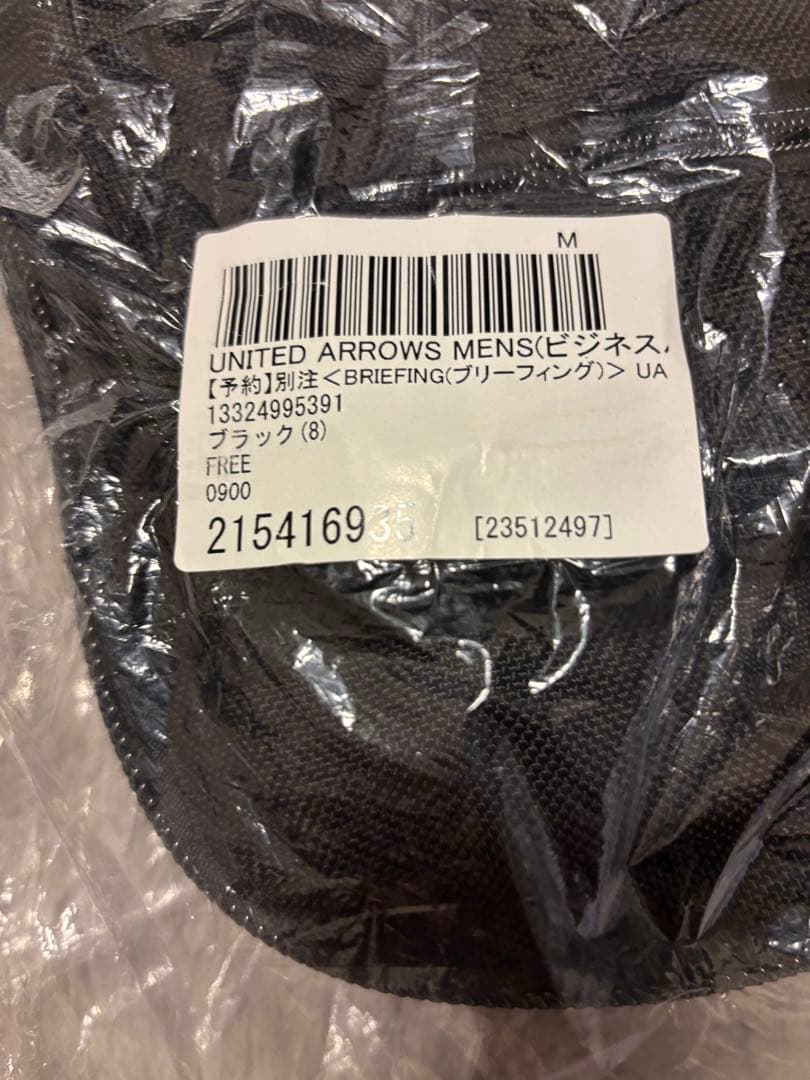 M
UNITED ARROWS MENS(ビジネス
【予約】別注＜BRIEFING(ブリーフィング)＞ UA
13324995391
ブラック(8)
FREE
0900
2154169335 [23512497]